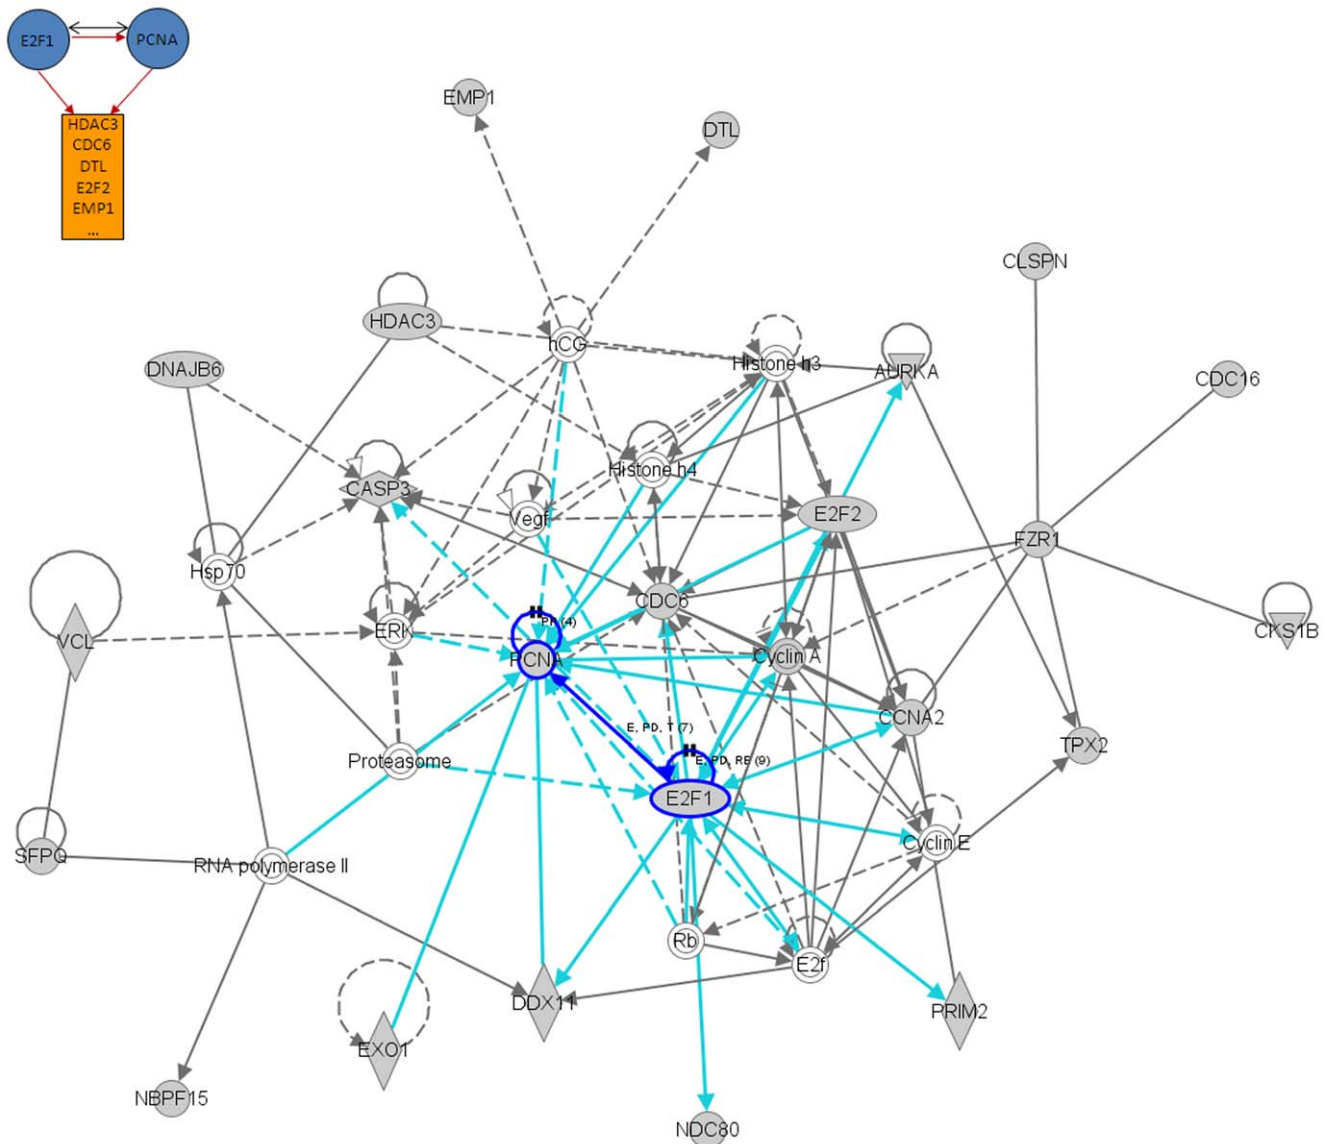 E2F1
PCNA
HDAC3
CDC6
DTL
E2F2
EMP1
...
EMP1
DTL
CLSPN
HDAC3
hCG
Histone h3
AURKA
DNAJB6
CDC16
Histone h4
CASP3
Vegf
E2F2
FZR1
Hsp70
CDC6
PP (4)
VCL
ERK
PCNA
Cyclin A
CKS1B
CCNA2
E, PD, T (7)
TPX2
Proteasome
E, PD, RE (9)
E2F1
SFPQ
RNA polymerase II
Cyclin E
Rb
E2f
DDX11
PRIM2
EXO1
NBPF15
NDC80